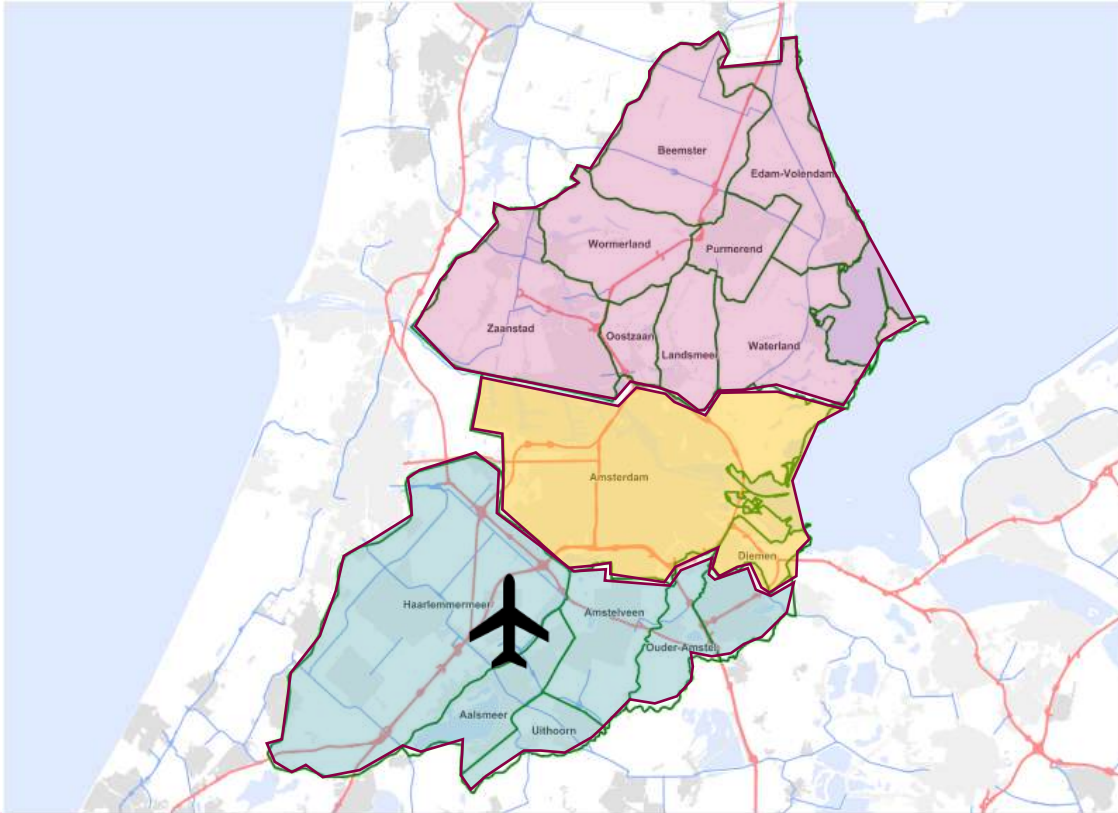 Beemster
Edam-Volendam
Wormerland
Purmerend
Zaanstad
Oostzaan
Landsmeer
Waterland
Amsterdam
Diemen
Haarlemmermeer
Amstelveen
Ouder-Amstel
Aalsmeer
Uithoorn